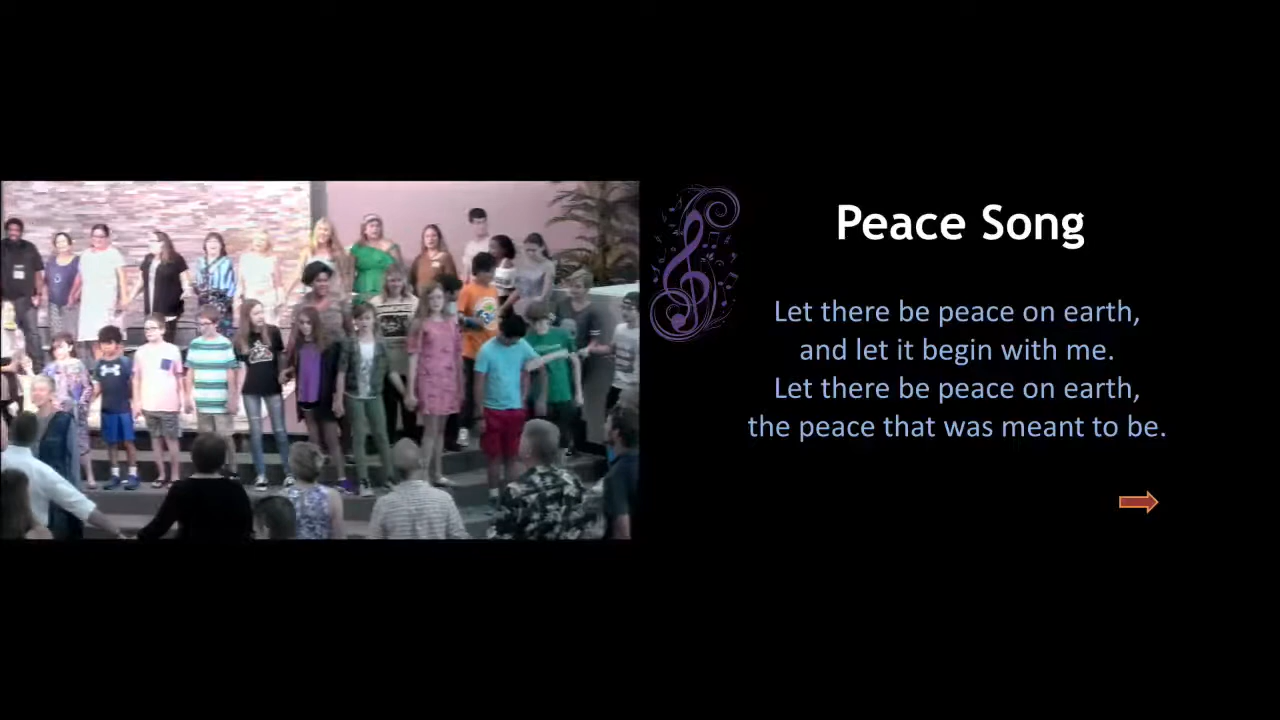 Peace Song
Let there be peace on earth,
and let it begin with me.
Let there be peace on earth,
the peace that was meant to be.